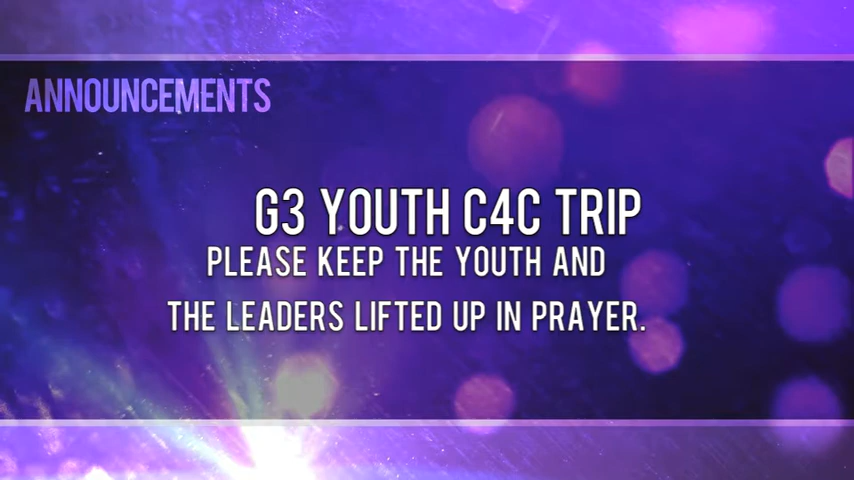 ANNOUNCEMENTS
G3 YOUTH C4C TRIP
PLEASE KEEP THE YOUTH AND
THE LEADERS LIFTED UP IN PRAYER.